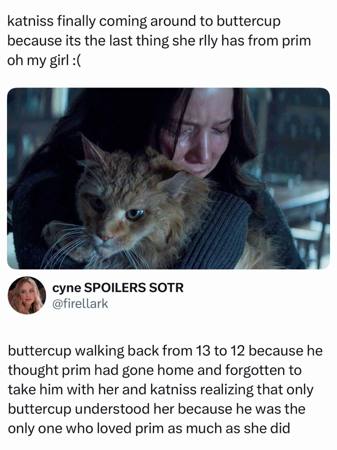 katniss finally coming around to buttercup
because its the last thing she rlly has from prim
oh my girl :(
cyne SPOILERS SOTR
@firellark
buttercup walking back from 13 to 12 because he
thought prim had gone home and forgotten to
take him with her and katniss realizing that only
buttercup understood her because he was the
only one who loved prim as much as she did